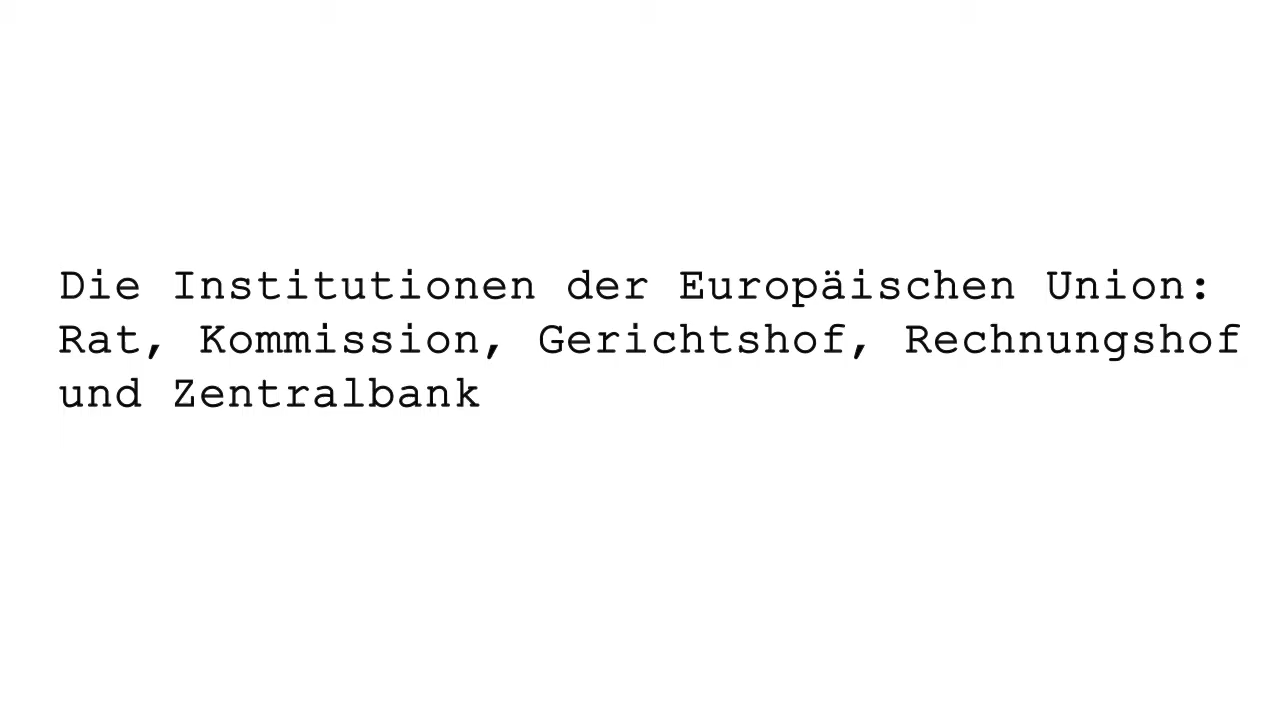 Die Institutionen der Europäischen Union:
Rat, Kommission, Gerichtshof, Rechnungshof
und Zentralbank